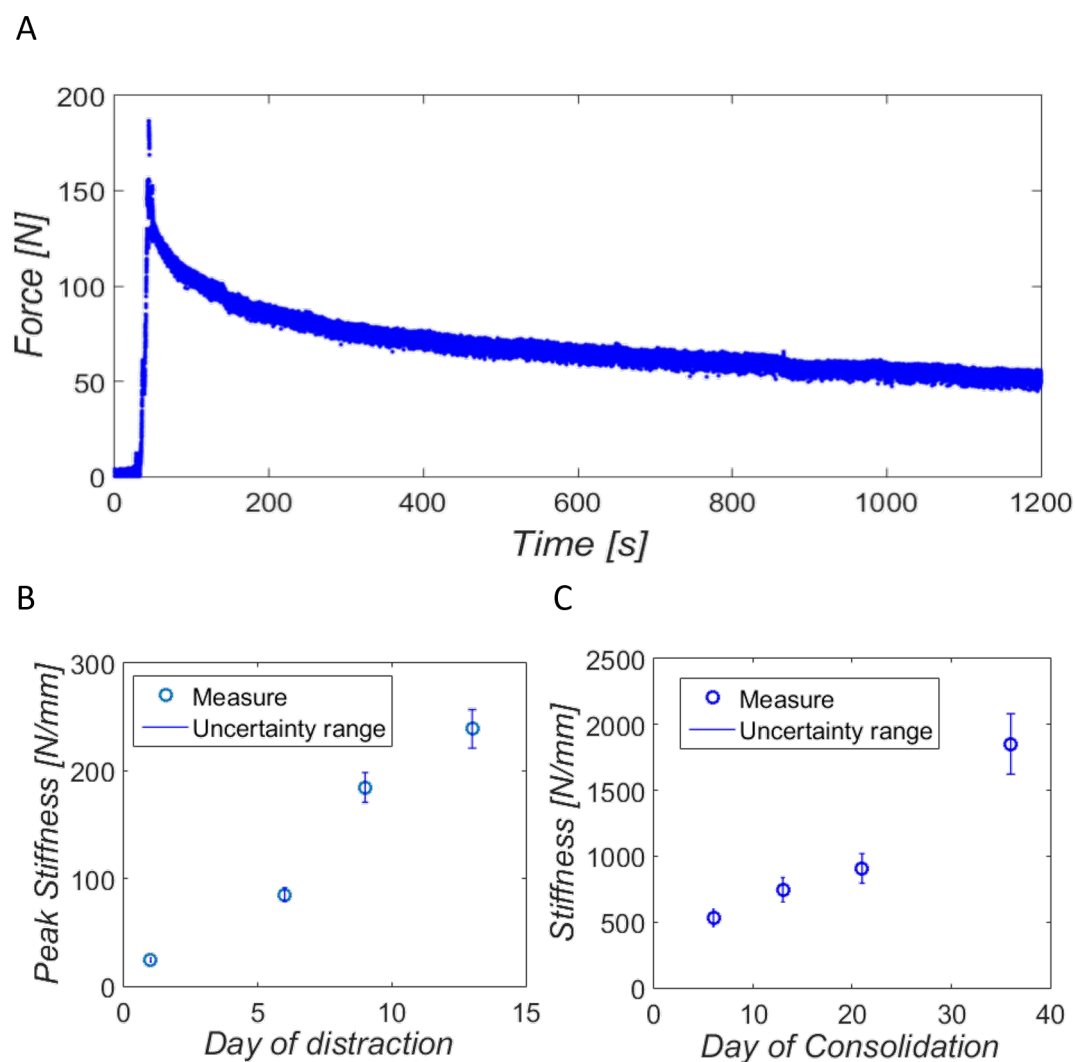 A
200
150
100
50
0
Force [N]
0 200 400 600 800 1000 1200
Time [s]
B
300
200
100
0
Peak Stiffness [N/mm]
Measure
Uncertainty range
0 5 10 15
Day of distraction
C
2500
2000
1500
1000
500
0
Stiffness [N/mm]
Measure
Uncertainty range
0 10 20 30 40
Day of Consolidation